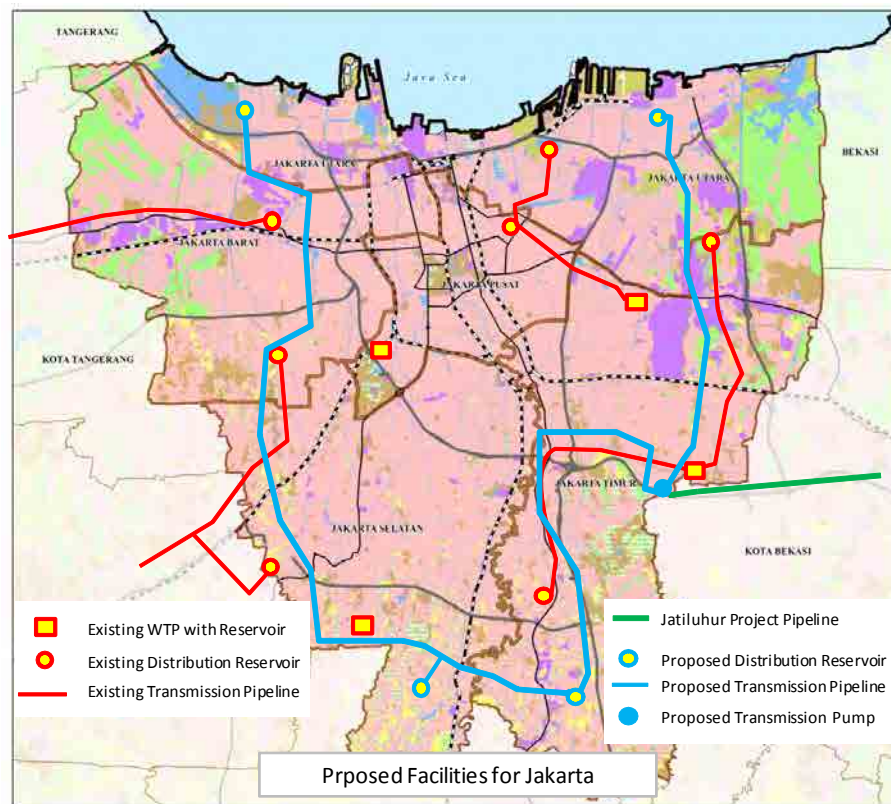 TANGERANG
Java Sea
BEKASI
JAKARTA UTARA
JAKARTA UTARA
JAKARTA BARAT
JAKARTA PUSAT
KOTA TANGERANG
JAKARTA TIMUR
JAKARTA SELATAN
KOTA BEKASI
Existing WTP with Reservoir
Existing Distribution Reservoir
Existing Transmission Pipeline
Jatiluhur Project Pipeline
Proposed Distribution Reservoir
Proposed Transmission Pipeline
Proposed Transmission Pump
Prposed Facilities for Jakarta